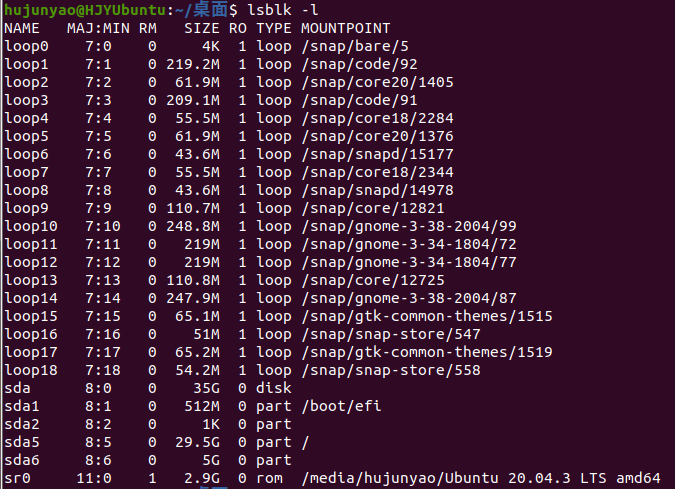 hujunyao@HJYUbuntu:~/桌面$ lsblk -l
NAME   MAJ:MIN RM   SIZE RO TYPE MOUNTPOINT
loop0    7:0    0     4K  1 loop /snap/bare/5
loop1    7:1    0 219.2M  1 loop /snap/code/92
loop2    7:2    0  61.9M  1 loop /snap/core20/1405
loop3    7:3    0 209.1M  1 loop /snap/code/91
loop4    7:4    0  55.5M  1 loop /snap/core18/2284
loop5    7:5    0  61.9M  1 loop /snap/core20/1376
loop6    7:6    0  43.6M  1 loop /snap/snapd/15177
loop7    7:7    0  55.5M  1 loop /snap/core18/2344
loop8    7:8    0  43.6M  1 loop /snap/snapd/14978
loop9    7:9    0 110.7M  1 loop /snap/core/12821
loop10   7:10   0 248.8M  1 loop /snap/gnome-3-38-2004/99
loop11   7:11   0   219M  1 loop /snap/gnome-3-34-1804/72
loop12   7:12   0   219M  1 loop /snap/gnome-3-34-1804/77
loop13   7:13   0 110.8M  1 loop /snap/core/12725
loop14   7:14   0 247.9M  1 loop /snap/gnome-3-38-2004/87
loop15   7:15   0  65.1M  1 loop /snap/gtk-common-themes/1515
loop16   7:16   0    51M  1 loop /snap/snap-store/547
loop17   7:17   0  65.2M  1 loop /snap/gtk-common-themes/1519
loop18   7:18   0  54.2M  1 loop /snap/snap-store/558
sda      8:0    0    35G  0 disk
sda1     8:1    0   512M  0 part /boot/efi
sda2     8:2    0     1K  0 part
sda5     8:5    0  29.5G  0 part /
sda6     8:6    0     5G  0 part
sr0     11:0    1   2.9G  0 rom  /media/hujunyao/Ubuntu 20.04.3 LTS amd64